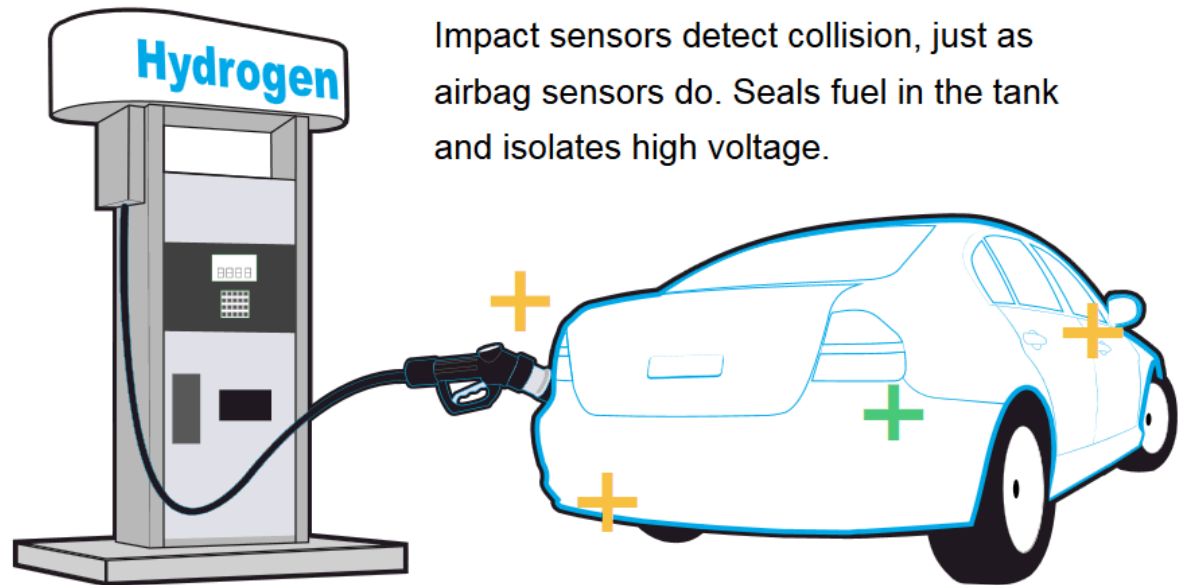 Hydrogen
Impact sensors detect collision, just as
airbag sensors do. Seals fuel in the tank
and isolates high voltage.
8888